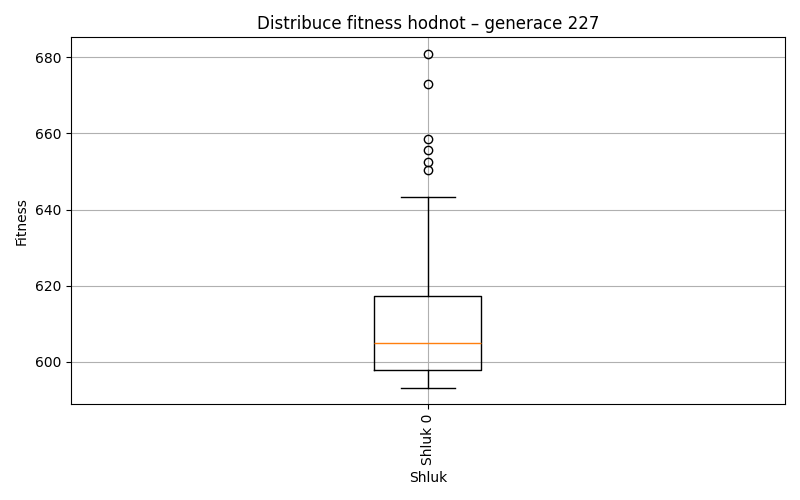 Distribuce fitness hodnot – generace 227
680
660
640
620
600
Fitness
Shluk 0
Shluk